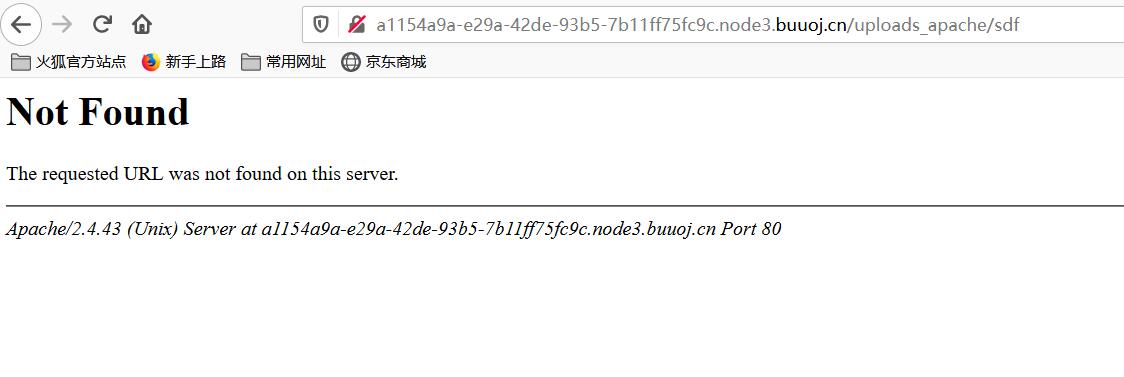 a1154a9a-e29a-42de-93b5-7b11ff75fc9c.node3.buuoj.cn/uploads_apache/sdf
火狐官方站点 新手上路 常用网址 京东商城
Not Found
The requested URL was not found on this server.
Apache/2.4.43 (Unix) Server at a1154a9a-e29a-42de-93b5-7b11ff75fc9c.node3.buuoj.cn Port 80